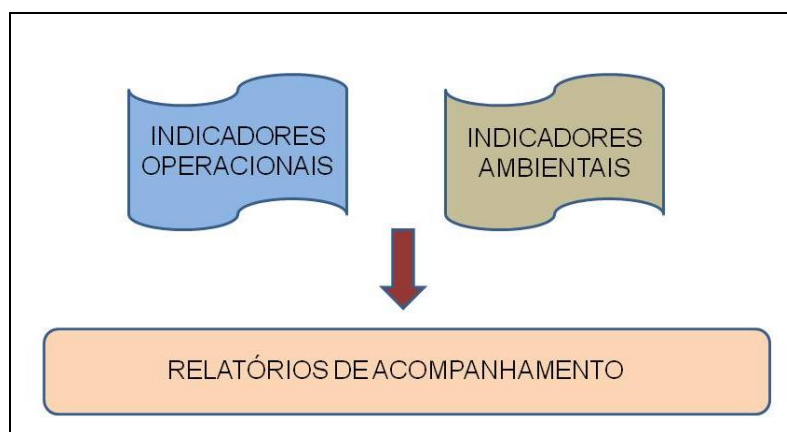 INDICADORES
OPERACIONAIS
INDICADORES
AMBIENTAIS
RELATÓRIOS DE ACOMPANHAMENTO